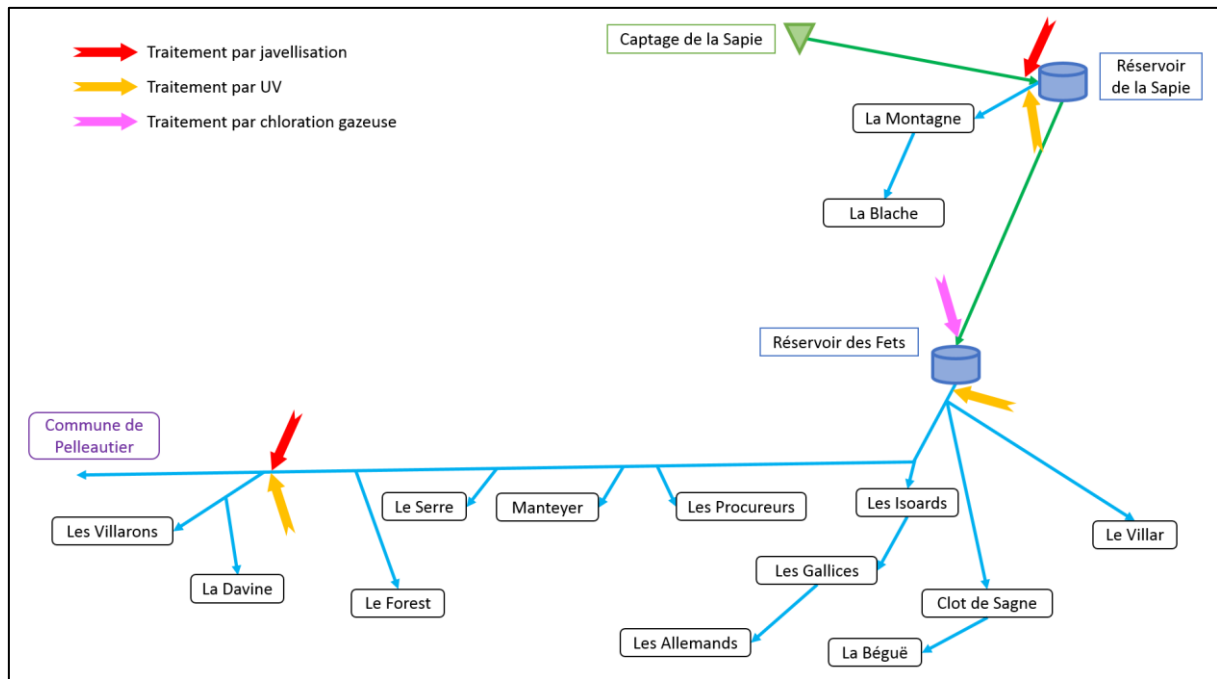 Traitement par javellisation
Traitement par UV
Traitement par chloration gazeuse
Captage de la Sapie
Réservoir
de la Sapie
La Montagne
La Blache
Réservoir des Fets
Commune de
Pelleautier
Le Serre
Manteyer
Les Procureurs
Les Isoards
Les Villarons
Le Villar
La Davine
Le Forest
Les Gallices
Clot de Sagne
Les Allemands
La Béguë